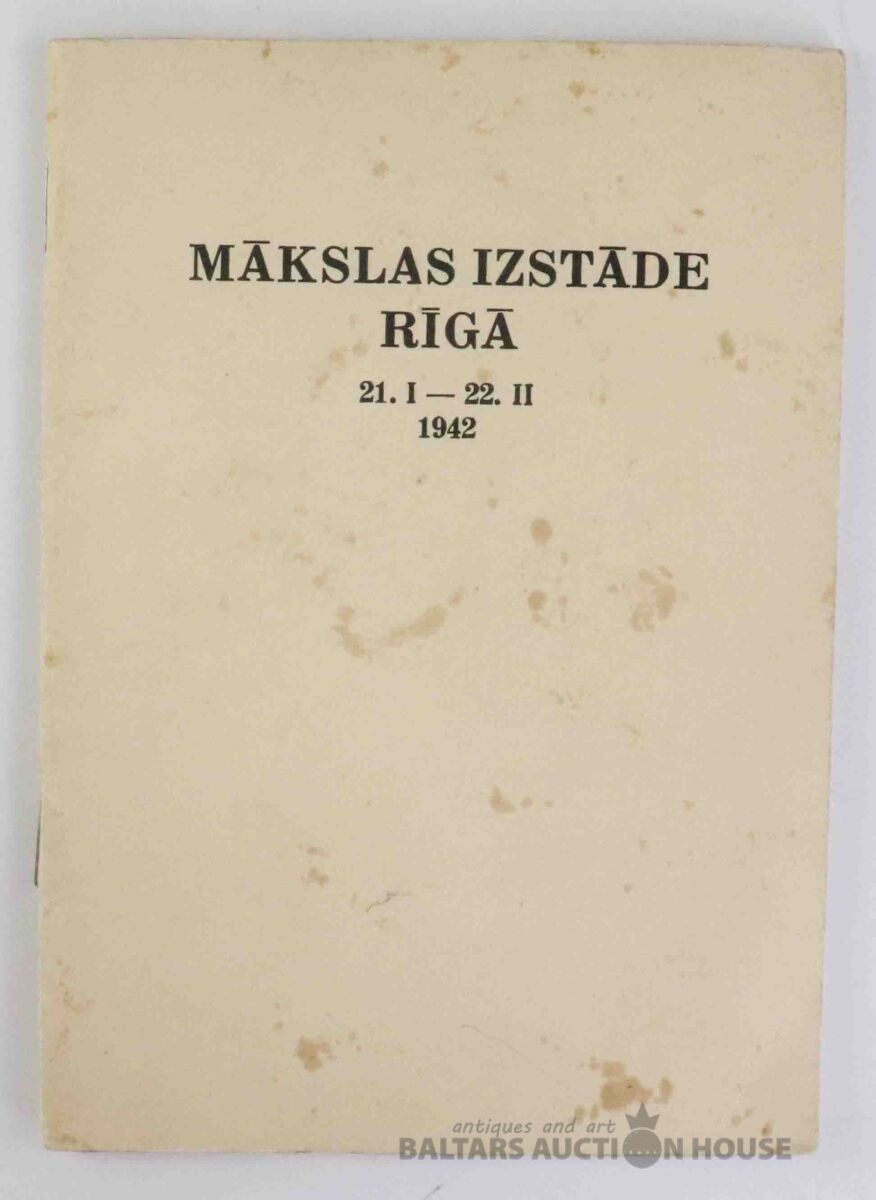 MĀKSLAS IZSTĀDE
RĪGĀ
21. I — 22. II
1942
antiques and art
BALTARS AUCTION HOUSE